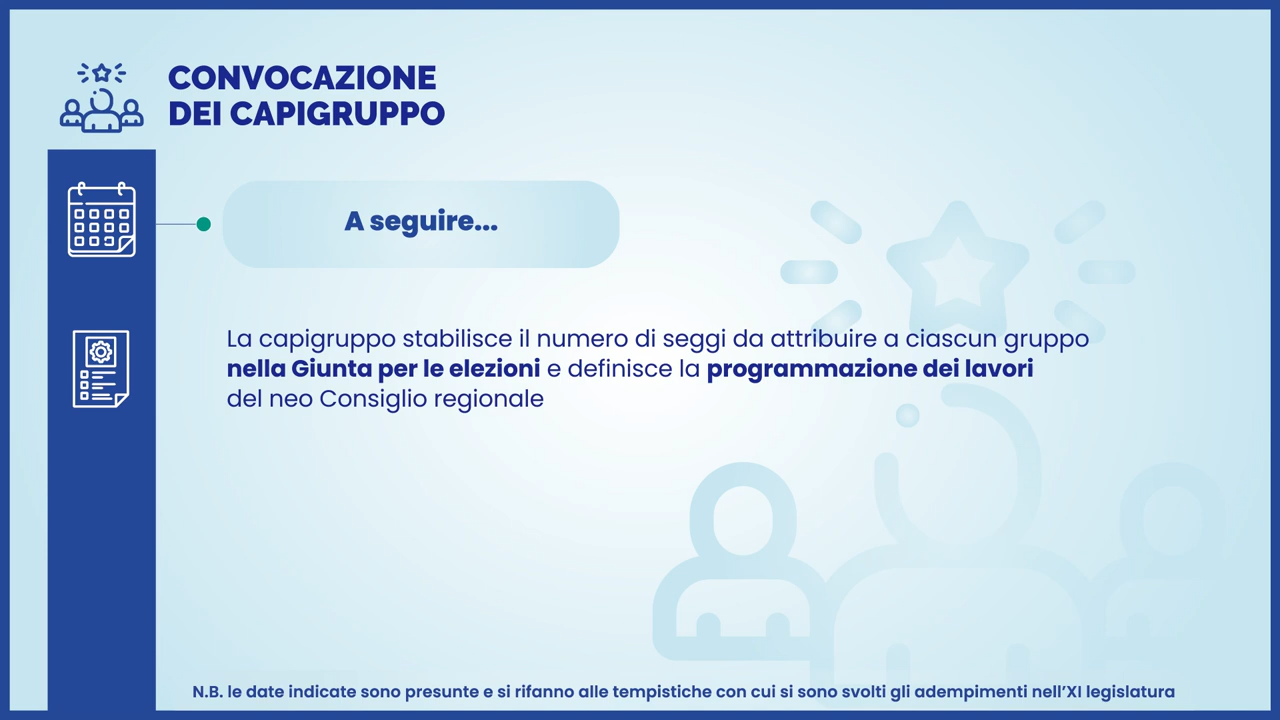 CONVOCAZIONE
DEI CAPIGRUPPO
A seguire...
La capigruppo stabilisce il numero di seggi da attribuire a ciascun gruppo
nella Giunta per le elezioni e definisce la programmazione dei lavori
del neo Consiglio regionale
N.B. le date indicate sono presunte e si rifanno alle tempistiche con cui si sono svolti gli adempimenti nell’XI legislatura